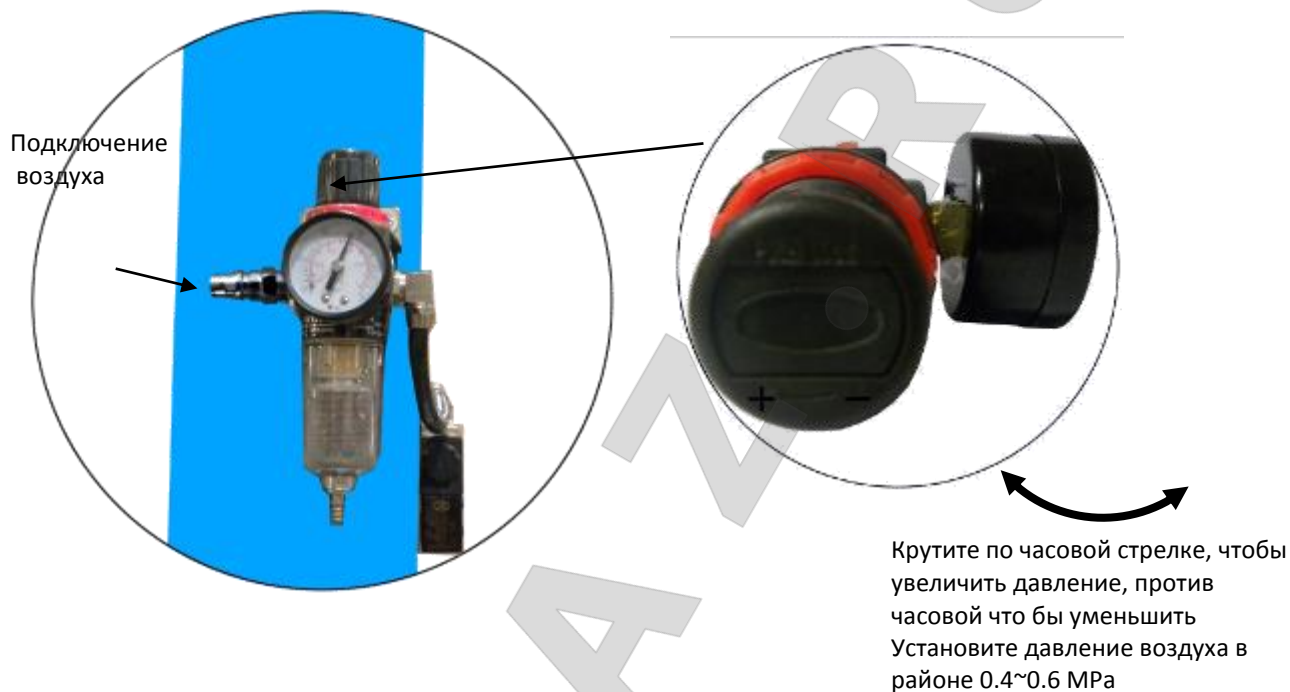 Подключение
воздуха
+ −
Крутите по часовой стрелке, чтобы
увеличить давление, против
часовой что бы уменьшить
Установите давление воздуха в
районе 0.4~0.6 MPa